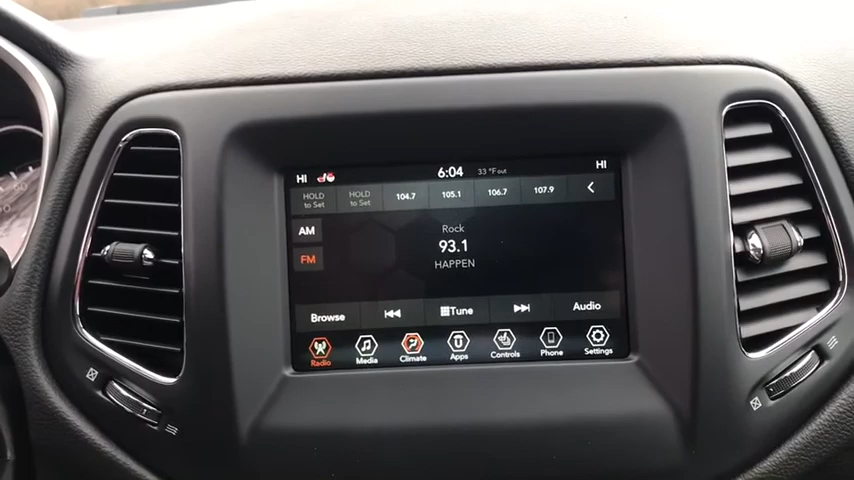 HI 6:04 33 °F out HI
HOLD to Set HOLD to Set 104.7 105.1 106.7 107.9
AM
FM
Rock
93.1
HAPPEN
Browse Tune Audio
Radio Media Climate Apps Controls Phone Settings